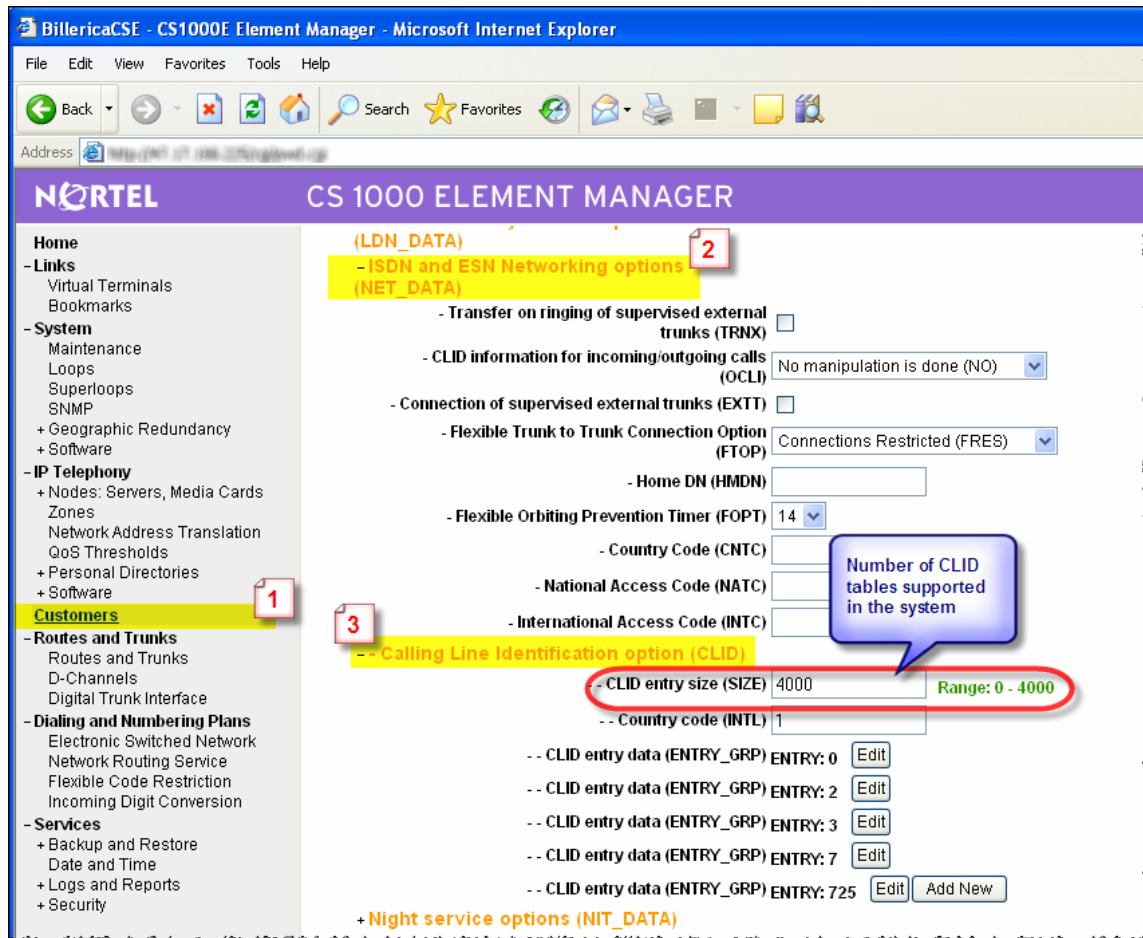 BillericaCSE - CS1000E Element Manager - Microsoft Internet Explorer
File Edit View Favorites Tools Help
Back Search Favorites
Address
NORTEL
CS 1000 ELEMENT MANAGER
Home
- Links
Virtual Terminals
Bookmarks
- System
Maintenance
Loops
Superloops
SNMP
+ Geographic Redundancy
+ Software
- IP Telephony
+ Nodes: Servers, Media Cards
Zones
Network Address Translation
QoS Thresholds
+ Personal Directories
+ Software
Customers
1
- Routes and Trunks
Routes and Trunks
D-Channels
Digital Trunk Interface
- Dialing and Numbering Plans
Electronic Switched Network
Network Routing Service
Flexible Code Restriction
Incoming Digit Conversion
- Services
+ Backup and Restore
Date and Time
+ Logs and Reports
+ Security
(LDN_DATA)
2
- ISDN and ESN Networking options
(NET_DATA)
- Transfer on ringing of supervised external
trunks (TRNX)
- CLID information for incoming/outgoing calls
(OCLI) No manipulation is done (NO)
- Connection of supervised external trunks (EXTT)
- Flexible Trunk to Trunk Connection Option
(FTOP) Connections Restricted (FRES)
- Home DN (HMDN)
- Flexible Orbiting Prevention Timer (FOPT) 14
- Country Code (CNTC)
- National Access Code (NATC)
- International Access Code (INTC)
Number of CLID
tables supported
in the system
3
- - Calling Line Identification option (CLID)
- - CLID entry size (SIZE) 4000 Range: 0 - 4000
- - Country code (INTL) 1
- - CLID entry data (ENTRY_GRP) ENTRY: 0 Edit
- - CLID entry data (ENTRY_GRP) ENTRY: 2 Edit
- - CLID entry data (ENTRY_GRP) ENTRY: 3 Edit
- - CLID entry data (ENTRY_GRP) ENTRY: 7 Edit
- - CLID entry data (ENTRY_GRP) ENTRY: 725 Edit Add New
+ Night service options (NIT_DATA)